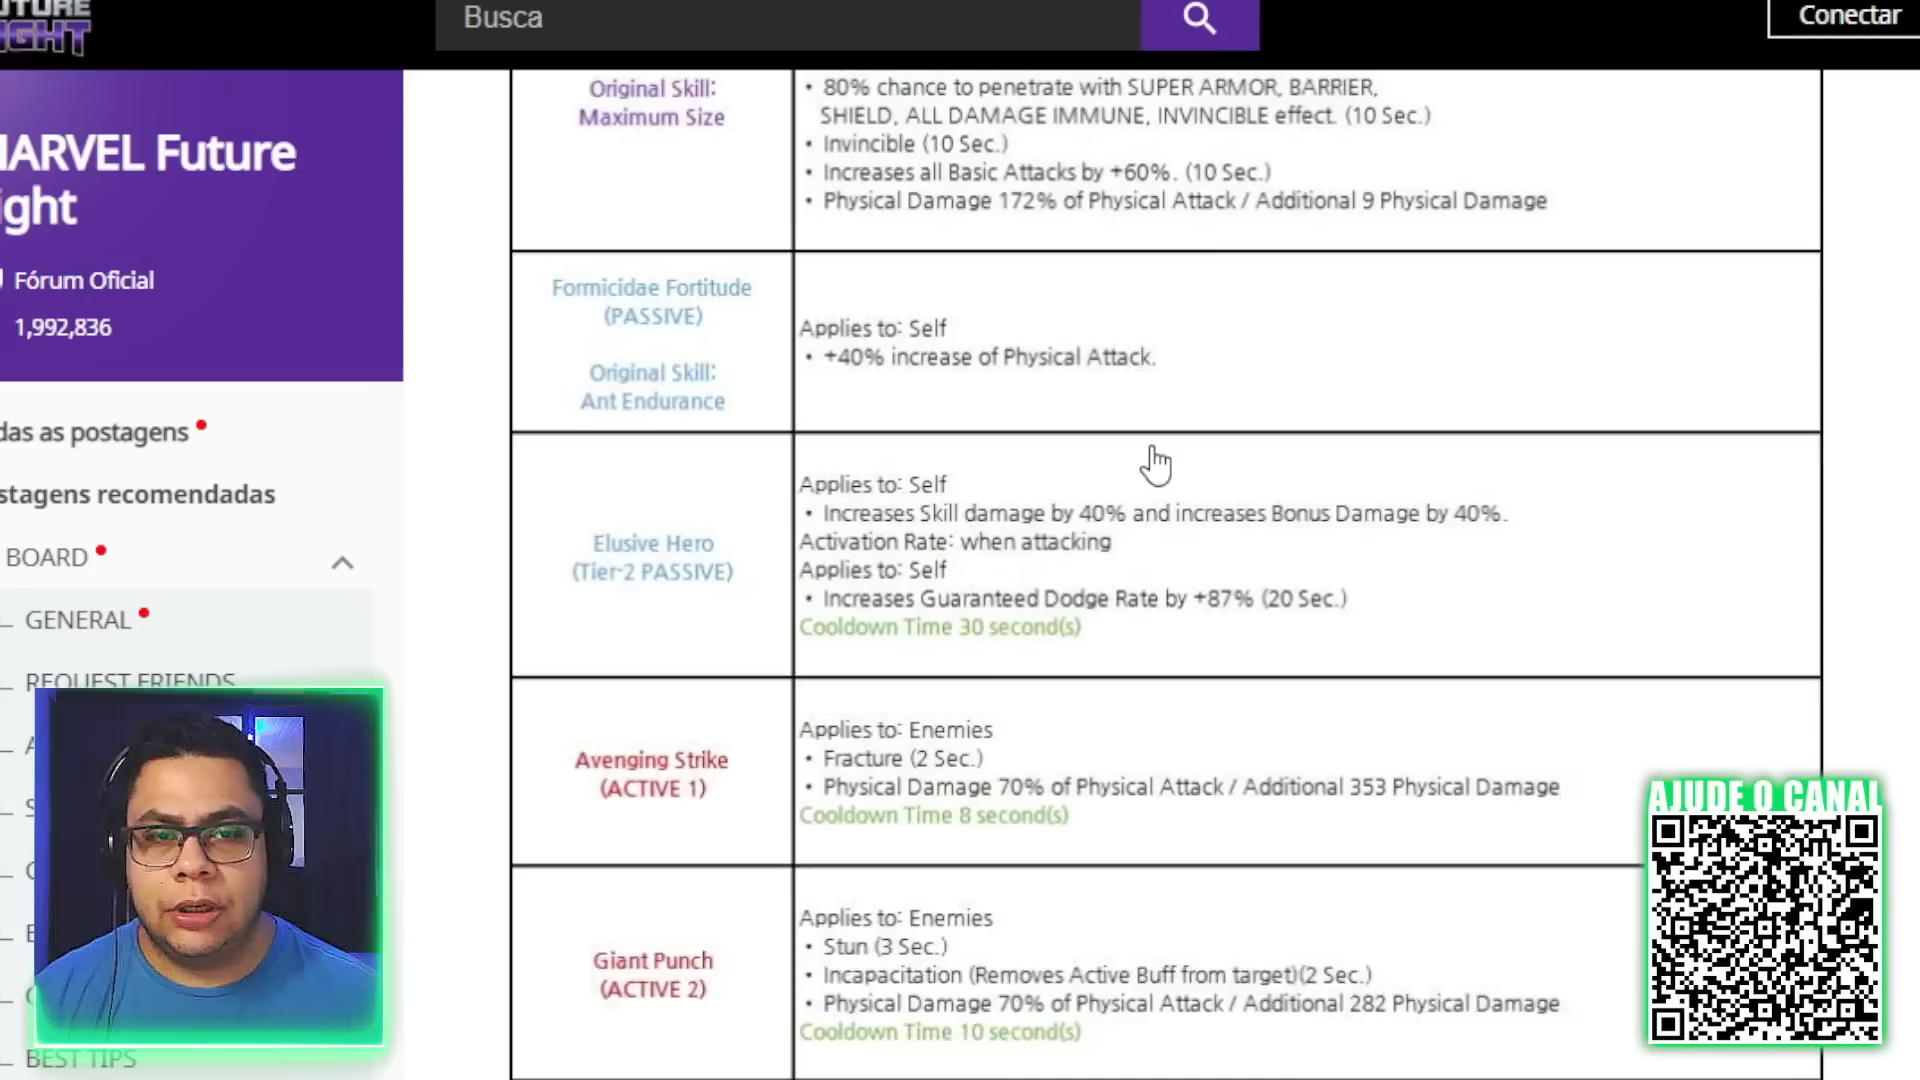 Busca
Conectar
MARVEL Future
Fórum Oficial
1,992,836
as postagens
recomendadas
BOARD
GENERAL
REQUEST FRIENDS
BEST TIPS
Original Skill:
Maximum Size
• 80% chance to penetrate with SUPER ARMOR, BARRIER,
SHIELD, ALL DAMAGE IMMUNE, INVINCIBLE effect. (10 Sec.)
• Invincible (10 Sec.)
• Increases all Basic Attacks by +60%. (10 Sec.)
• Physical Damage 172% of Physical Attack / Additional 9 Physical Damage
Formicidae Fortitude
(PASSIVE)
Original Skill:
Ant Endurance
Applies to: Self
• +40% increase of Physical Attack.
Elusive Hero
(Tier-2 PASSIVE)
Applies to: Self
• Increases Skill damage by 40% and increases Bonus Damage by 40%.
Activation Rate: when attacking
Applies to: Self
• Increases Guaranteed Dodge Rate by +87% (20 Sec.)
Cooldown Time 30 second(s)
Avenging Strike
(ACTIVE 1)
Applies to: Enemies
• Fracture (2 Sec.)
• Physical Damage 70% of Physical Attack / Additional 353 Physical Damage
Cooldown Time 8 second(s)
Giant Punch
(ACTIVE 2)
Applies to: Enemies
• Stun (3 Sec.)
• Incapacitation (Removes Active Buff from target)(2 Sec.)
• Physical Damage 70% of Physical Attack / Additional 282 Physical Damage
Cooldown Time 10 second(s)
AJUDE O CANAL